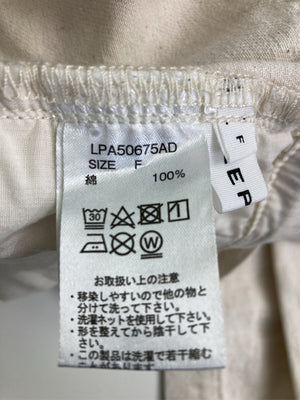 LPA50675AD
SIZE F
綿 100%
30
お取扱い上の注意
・移染しやすいので他の物と
分けて洗って下さい。
・洗濯ネットを使用して下さい。
・形を整えてから陰干して
下さい。
・この製品は洗濯で若干縮む
F
EP